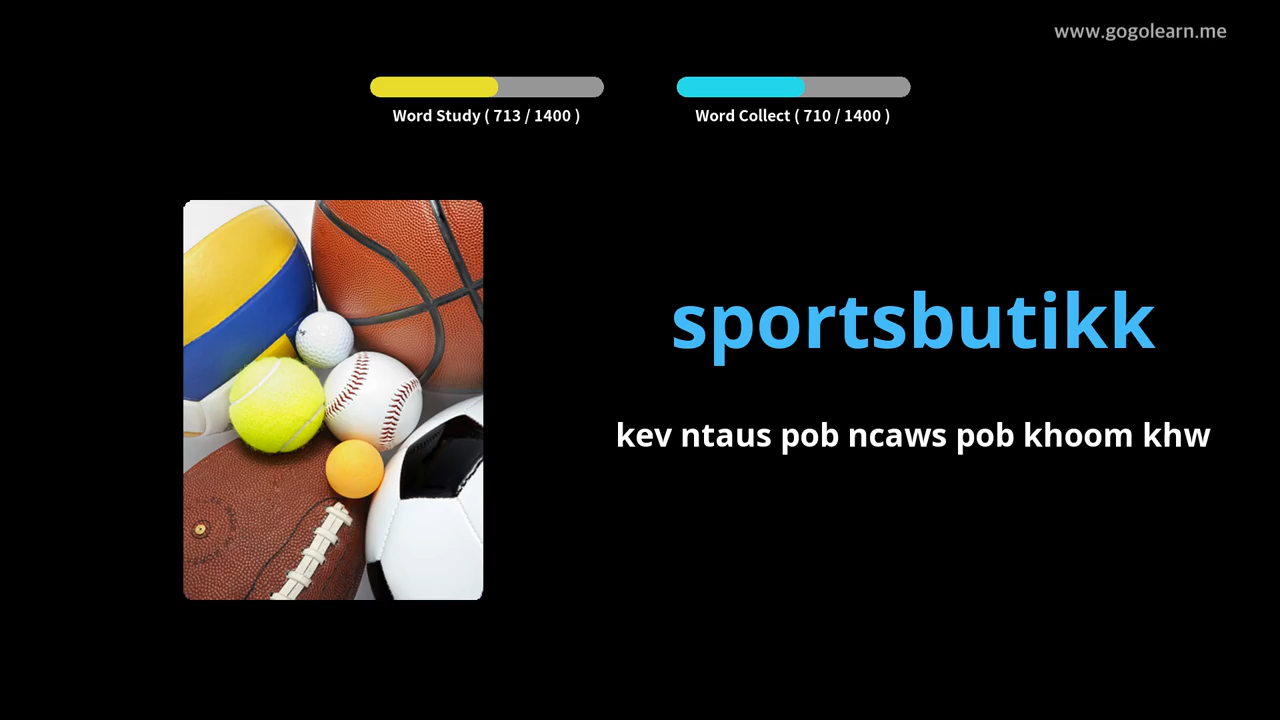 www.gogolearn.me
Word Study ( 713 / 1400 )
Word Collect ( 710 / 1400 )
sportsbutikk
kev ntaus pob ncaws pob khoom khw